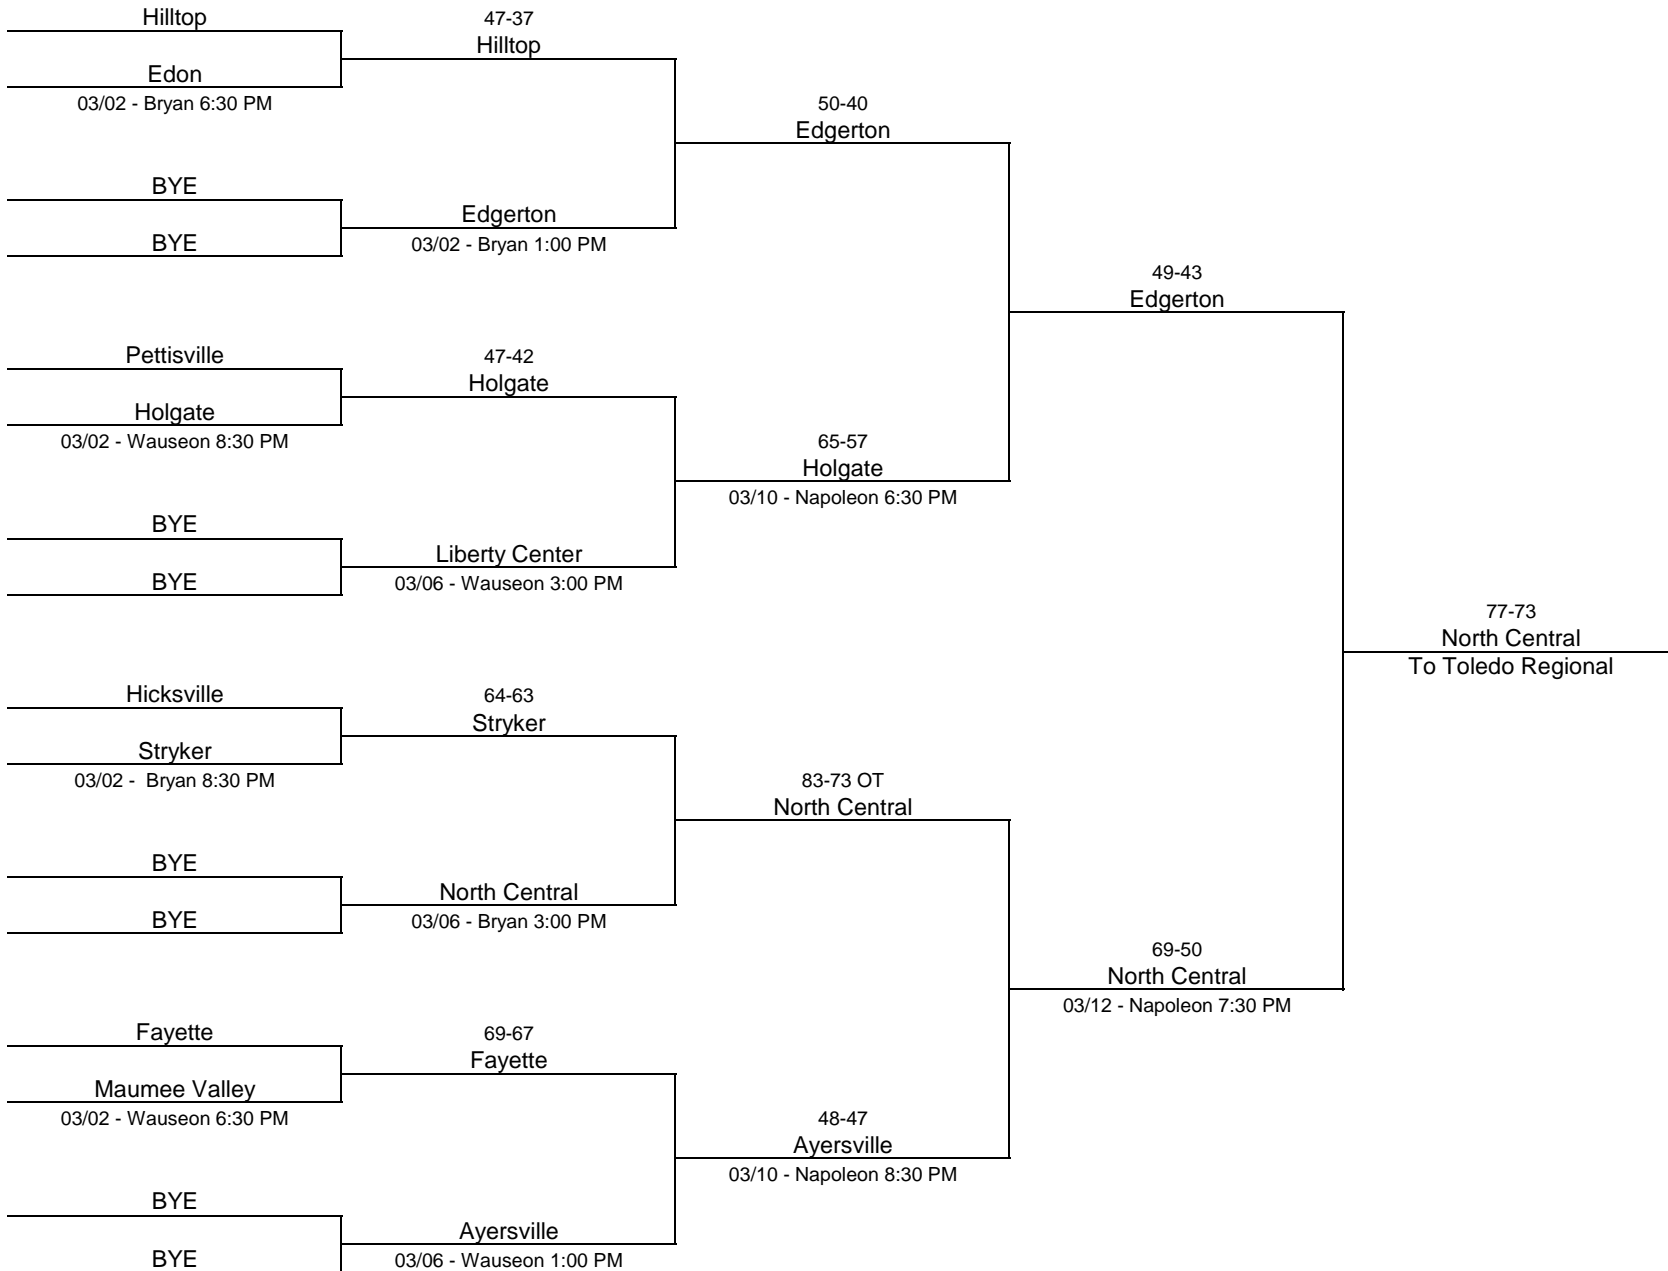 Hilltop
Edon
03/02 - Bryan 6:30 PM
BYE
BYE
Pettisville
Holgate
03/02 - Wauseon 8:30 PM
BYE
BYE
Hicksville
Stryker
03/02 -  Bryan 8:30 PM
BYE
BYE
Fayette
Maumee Valley
03/02 - Wauseon 6:30 PM
BYE
BYE
47-37
Hilltop
Edgerton
03/02 - Bryan 1:00 PM
47-42
Holgate
Liberty Center
03/06 - Wauseon 3:00 PM
64-63
Stryker
North Central
03/06 - Bryan 3:00 PM
69-67
Fayette
Ayersville
03/06 - Wauseon 1:00 PM
50-40
Edgerton
65-57
Holgate
03/10 - Napoleon 6:30 PM
83-73 OT
North Central
48-47
Ayersville
03/10 - Napoleon 8:30 PM
49-43
Edgerton
69-50
North Central
03/12 - Napoleon 7:30 PM
77-73
North Central
To Toledo Regional